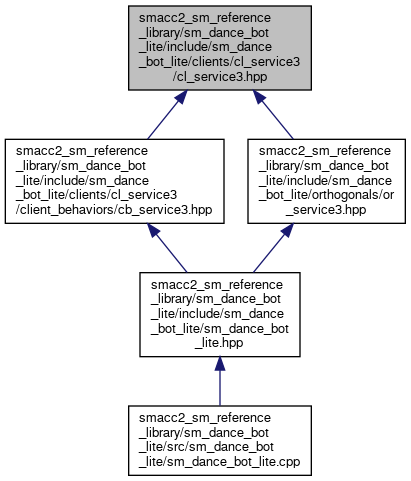 smacc2_sm_reference
_library/sm_dance_bot
_lite/include/sm_dance
_bot_lite/clients/cl_service3
/cl_service3.hpp
smacc2_sm_reference
_library/sm_dance_bot
_lite/include/sm_dance
_bot_lite/clients/cl_service3
/client_behaviors/cb_service3.hpp
smacc2_sm_reference
_library/sm_dance_bot
_lite/include/sm_dance
_bot_lite/orthogonals/or
_service3.hpp
smacc2_sm_reference
_library/sm_dance_bot
_lite/include/sm_dance
_bot_lite/sm_dance_bot
_lite.hpp
smacc2_sm_reference
_library/sm_dance_bot
_lite/src/sm_dance_bot
_lite/sm_dance_bot_lite.cpp